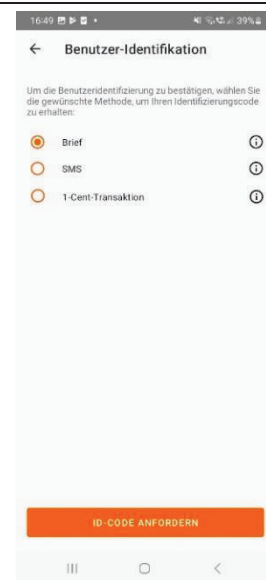 16:49 39%
Benutzer-Identifikation
Um die Benutzeridentifizierung zu bestätigen, wählen Sie
die gewünschte Methode, um Ihren Identifizierungscode
zu erhalten:
Brief
SMS
1-Cent-Transaktion
ID-CODE ANFORDERN